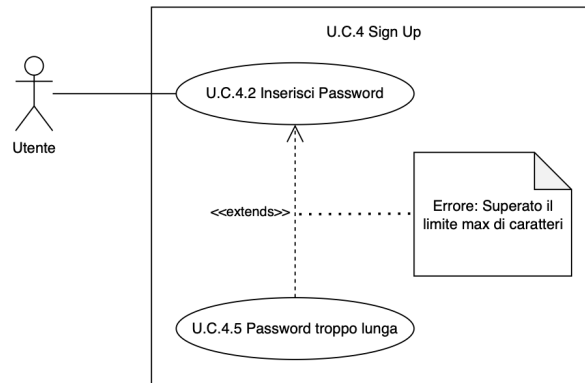 U.C.4 Sign Up
U.C.4.2 Inserisci Password
Utente
<<extends>>
Errore: Superato il
limite max di caratteri
U.C.4.5 Password troppo lunga